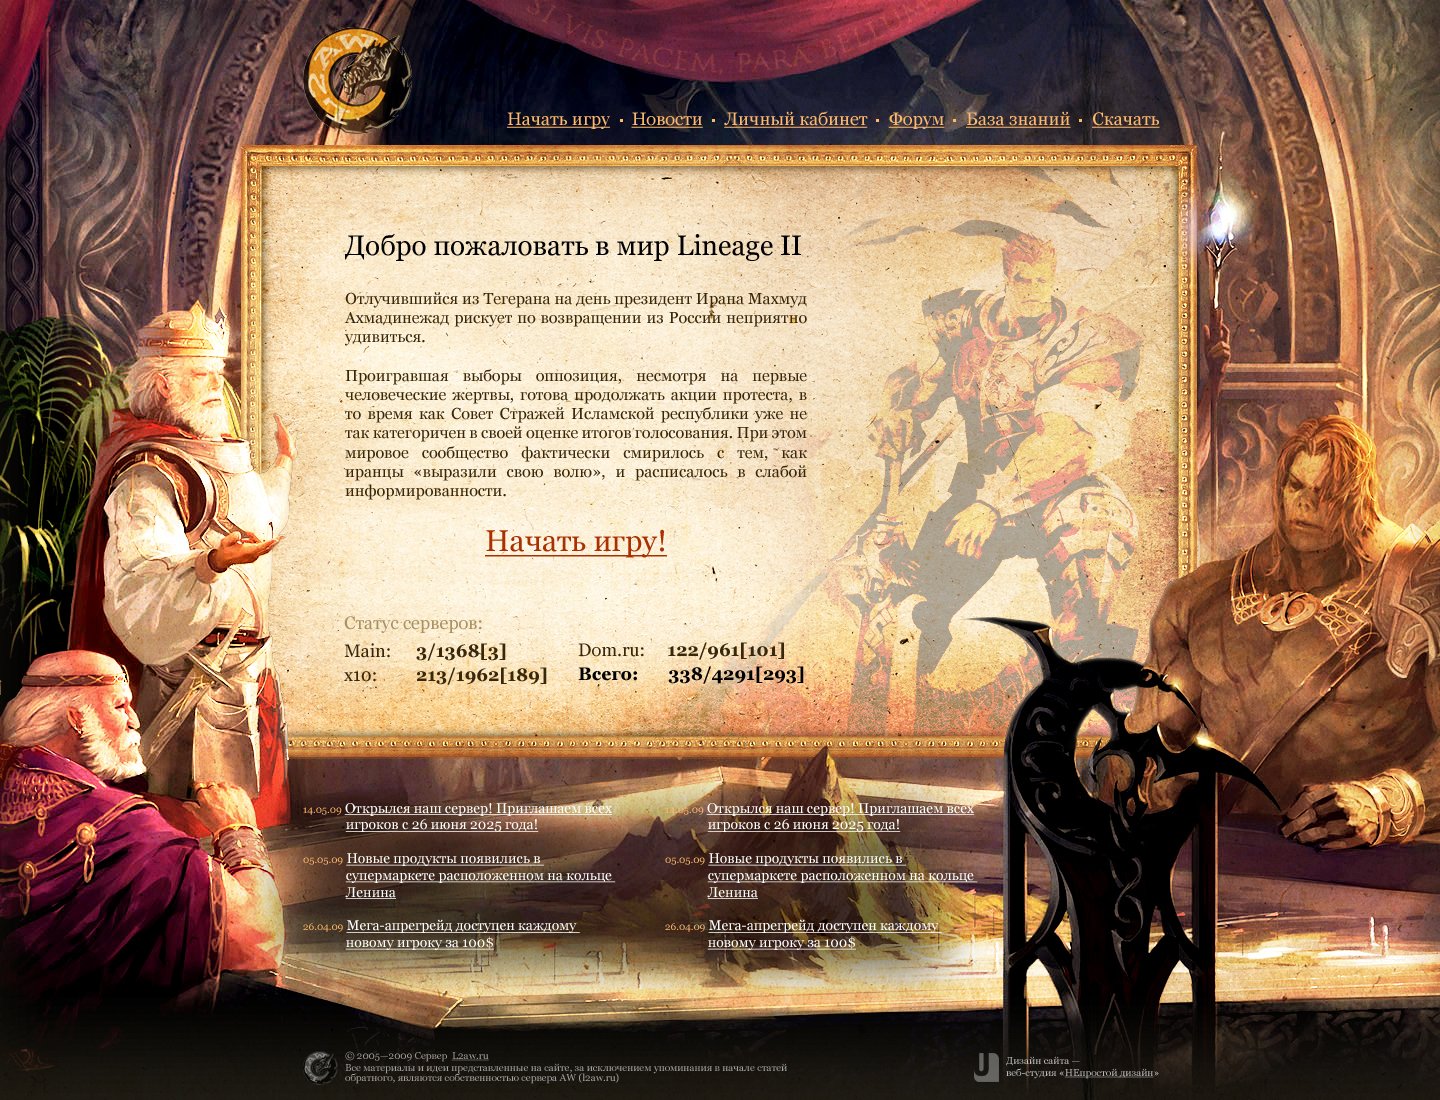 SI VIS PACEM, PARA BELLUM
L2AW
Начать игру · Новости · Личный кабинет · Форум · База знаний · Скачать
Добро пожаловать в мир Lineage II
Отлучившийся из Тегерана на день президент Ирана Махмуд
Ахмадинежад рискует по возвращении из России неприятно
удивиться.
Проигравшая выборы оппозиция, несмотря на первые
человеческие жертвы, готова продолжать акции протеста, в
то время как Совет Стражей Исламской республики уже не
так категоричен в своей оценке итогов голосования. При этом
мировое сообщество фактически смирилось с тем, как
иранцы «выразили свою волю», и расписалось в слабой
информированности.
Начать игру!
Статус серверов:
Main: 3/1368[3] Dom.ru: 122/961[101]
x10: 213/1962[189] Всего: 338/4291[293]
14.05.09 Открылся наш сервер! Приглашаем всех
игроков с 26 июня 2025 года!
05.05.09 Новые продукты появились в
супермаркете расположенном на кольце
Ленина
26.04.09 Мега-апрегрейд доступен каждому
новому игроку за 100$
Открылся наш сервер! Приглашаем всех
игроков с 26 июня 2025 года!
05.05.09 Новые продукты появились в
супермаркете расположенном на кольце
Ленина
26.04.09 Мега-апрегрейд доступен каждому
новому игроку за 100$
© 2005—2009 Сервер L2aw.ru
Все материалы и идеи представленные на сайте, за исключением упоминания в начале статей
обратного, являются собственностью сервера AW (l2aw.ru)
Дизайн сайта —
веб-студия «НЕпростой дизайн»